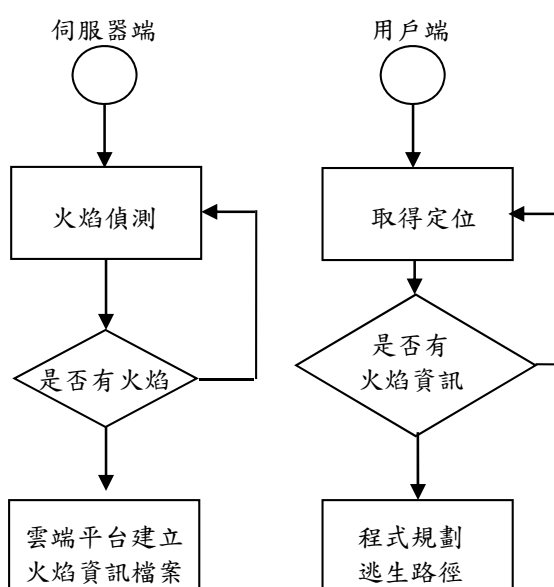 伺服器端
火焰偵測
是否有火焰
雲端平台建立
火焰資訊檔案
用戶端
取得定位
是否有
火焰資訊
程式規劃
逃生路徑